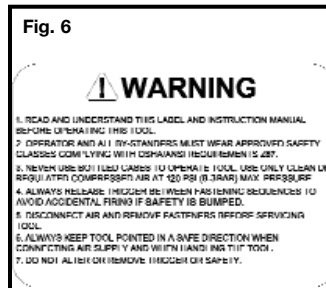 Fig. 6
WARNING
1. READ AND UNDERSTAND THIS LABEL AND INSTRUCTION MANUAL
BEFORE OPERATING THIS TOOL.
2. OPERATOR AND ALL BY-STANDERS MUST WEAR APPROVED SAFETY
GLASSES COMPLYING WITH OSHA/ANSI REQUIREMENTS Z87.
3. NEVER USE BOTTLED GASES TO OPERATE TOOL. USE ONLY CLEAN DR
REGULATED COMPRESSED AIR AT 120 PSI (8.3BAR) MAX. PRESSURE
4. ALWAYS RELEASE TRIGGER BETWEEN FASTENING SEQUENCES TO
AVOID ACCIDENTAL FIRING IF SAFETY IS BUMPED.
5. DISCONNECT AIR AND REMOVE FASTENERS BEFORE SERVICING
TOOL.
6. ALWAYS KEEP TOOL POINTED IN A SAFE DIRECTION WHEN
CONNECTING AIR SUPPLY AND WHEN HANDLING THE TOOL.
7. DO NOT ALTER OR REMOVE TRIGGER OR SAFETY.